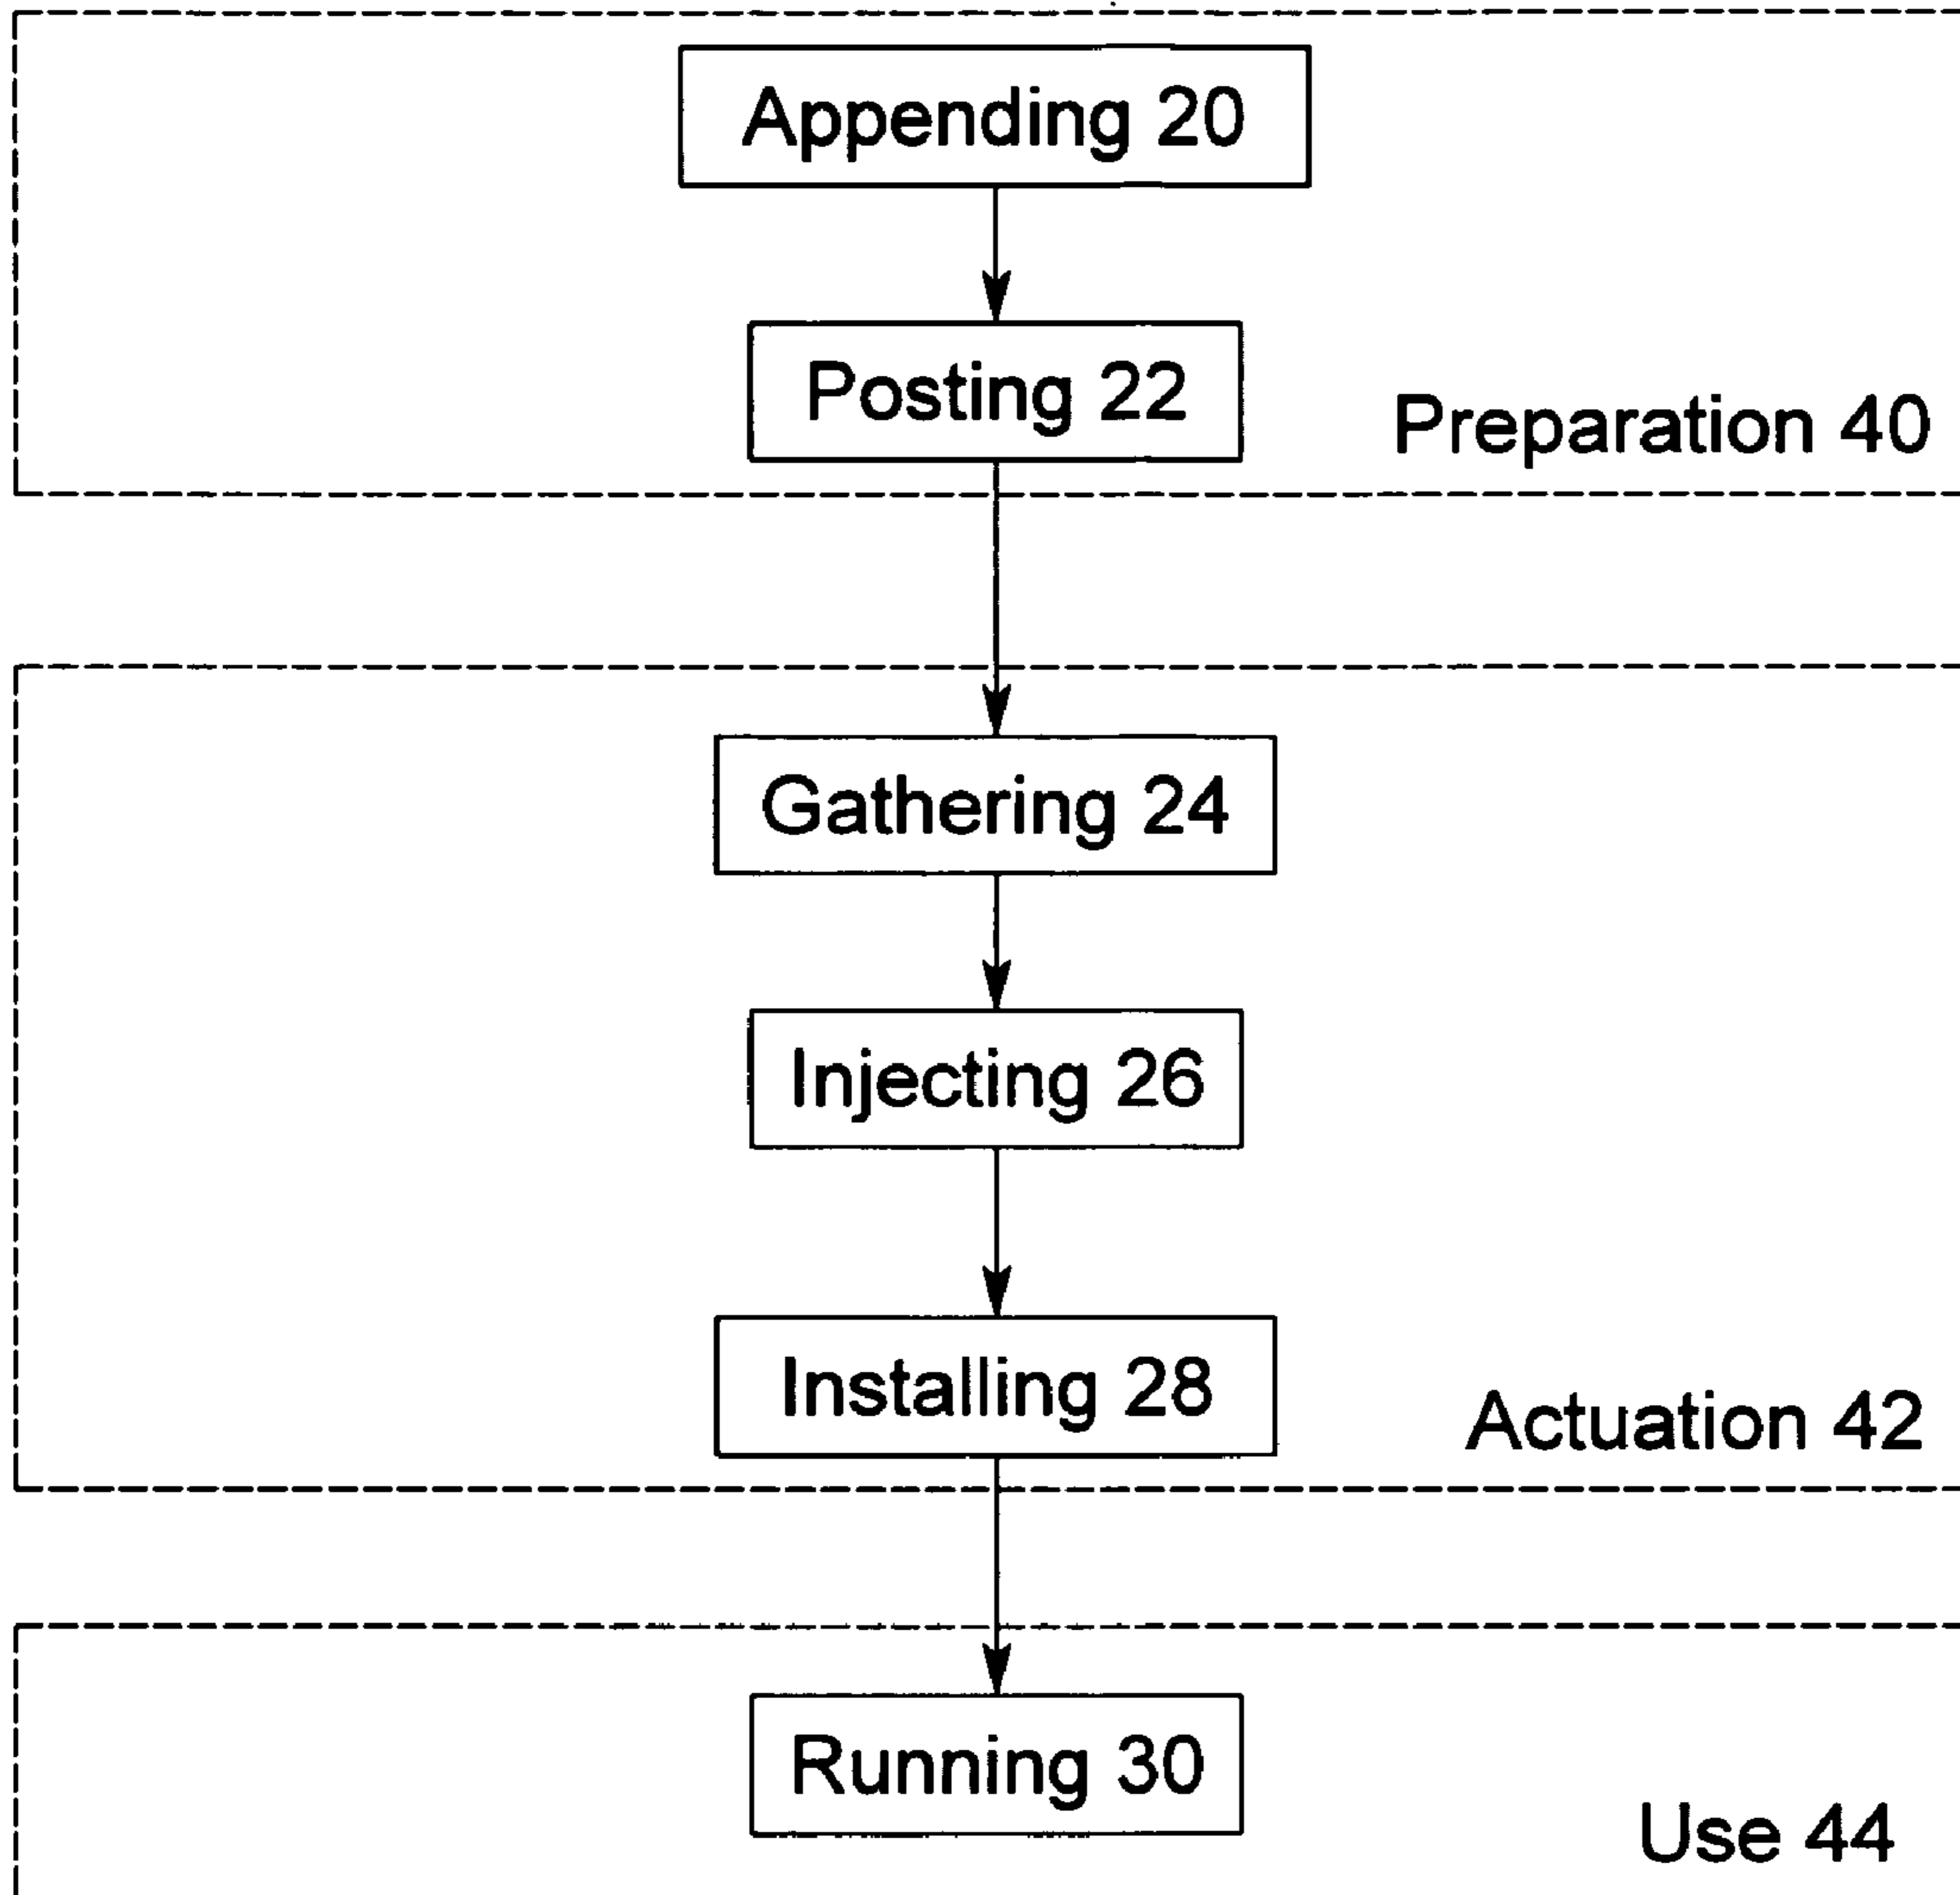 Appending 20
Posting 22
Preparation 40
Gathering 24
Injecting 26
Installing 28
Actuation 42
Running 30
Use 44